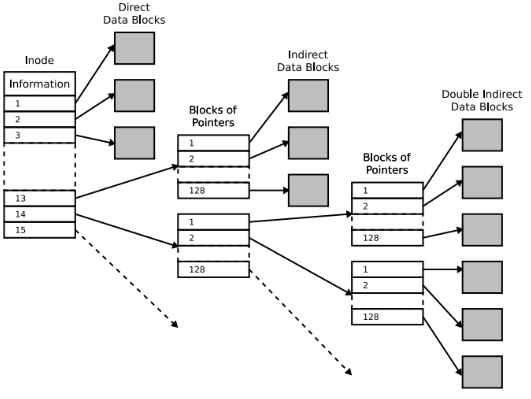 Direct
Data Blocks
Inode
Information
1
2
3
13
14
15
Blocks of
Pointers
1
2
128
1
2
128
Indirect
Data Blocks
Blocks of
Pointers
1
2
128
1
2
128
Double Indirect
Data Blocks